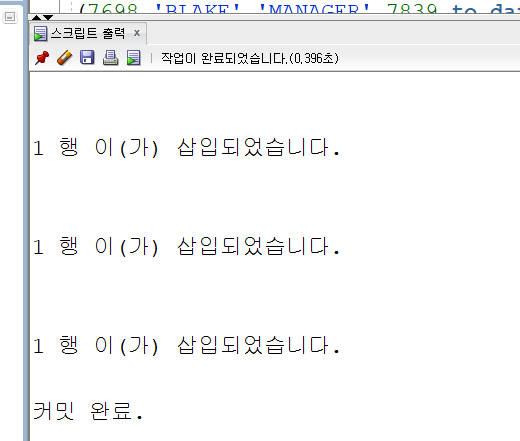 (7698,'BLAKE','MANAGER',7839,to_da
스크립트 출력 x
작업이 완료되었습니다.(0,396초)
1 행 이(가) 삽입되었습니다.
1 행 이(가) 삽입되었습니다.
1 행 이(가) 삽입되었습니다.
커밋 완료.